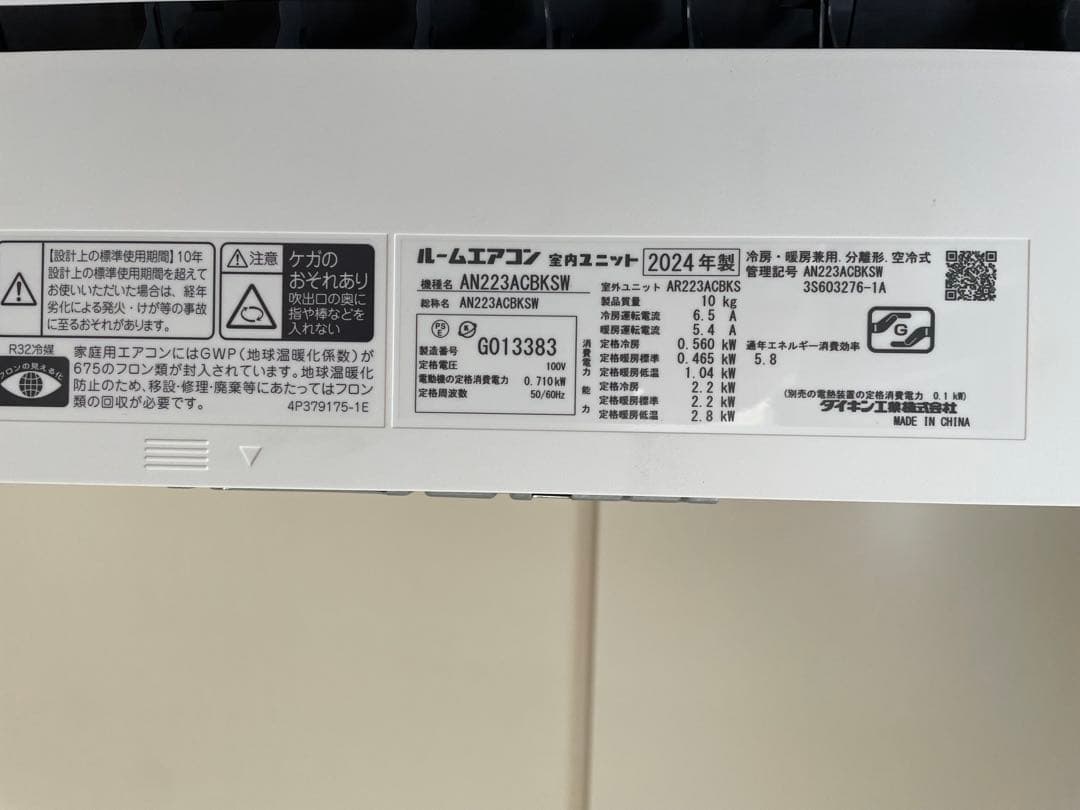 【設計上の標準使用期間】10年
設計上の標準使用期間を超えて
お使いいただいた場合は、経年
劣化による発火・けが等の事故
に至るおそれがあります。
注意
ケガの
おそれあり
吹出口の奥に
指や棒などを
入れない
R32冷媒
フロンの見える化
家庭用エアコンにはGWP(地球温暖化係数)が
675のフロン類が封入されています。地球温暖化
防止のため、移設・修理・廃棄等にあたってはフロン
類の回収が必要です。
4P379175-1E
ルームエアコン 室内ユニット 2024年製
冷房・暖房兼用、分離形、空冷式
機種名 AN223ACBKSW
総称名 AN223ACBKSW
PS
E
製造番号 G013383
定格電圧 100V
電動機の定格消費電力 0.710kW
定格周波数 50/60Hz
室外ユニット AR223ACBKS
製品質量 10 kg
冷房運転電流 6.5 A
暖房運転電流 5.4 A
消費電力
定格冷房 0.560 kW
定格暖房標準 0.465 kW
定格暖房低温 1.04 kW
能力
定格冷房 2.2 kW
定格暖房標準 2.2 kW
定格暖房低温 2.8 kW
管理記号 AN223ACBKSW
3S603276-1A
G
通年エネルギー消費効率
5.8
(別売の電熱装置の定格消費電力 0.1 kW)
ダイキン工業株式会社
MADE IN CHINA